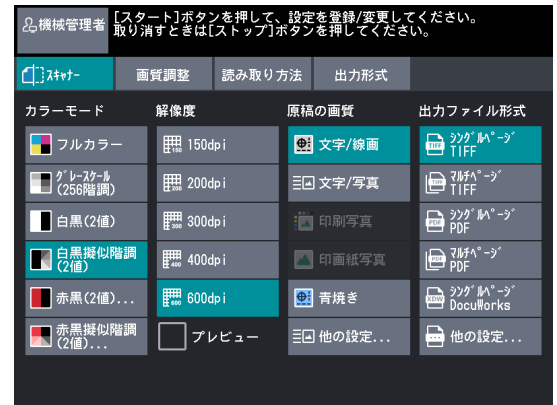 機械管理者
[スタート]ボタンを押して、設定を登録/変更してください。
取り消すときは[ストップ]ボタンを押してください。
ｽｷｬﾅｰ
画質調整
読み取り方法
出力形式
カラーモード
フルカラー
ｸﾞﾚｰｽｹｰﾙ
(256階調)
白黒(2値)
白黒擬似階調
(2値)
赤黒(2値)...
赤黒擬似階調
(2値)...
解像度
150dpi
200dpi
300dpi
400dpi
600dpi
プレビュー
原稿の画質
文字/線画
文字/写真
印刷写真
印画紙写真
青焼き
他の設定...
出力ファイル形式
ｼﾝｸﾞﾙﾍﾟｰｼﾞ
TIFF
ﾏﾙﾁﾍﾟｰｼﾞ
TIFF
ｼﾝｸﾞﾙﾍﾟｰｼﾞ
PDF
ﾏﾙﾁﾍﾟｰｼﾞ
PDF
ｼﾝｸﾞﾙﾍﾟｰｼﾞ
DocuWorks
他の設定...